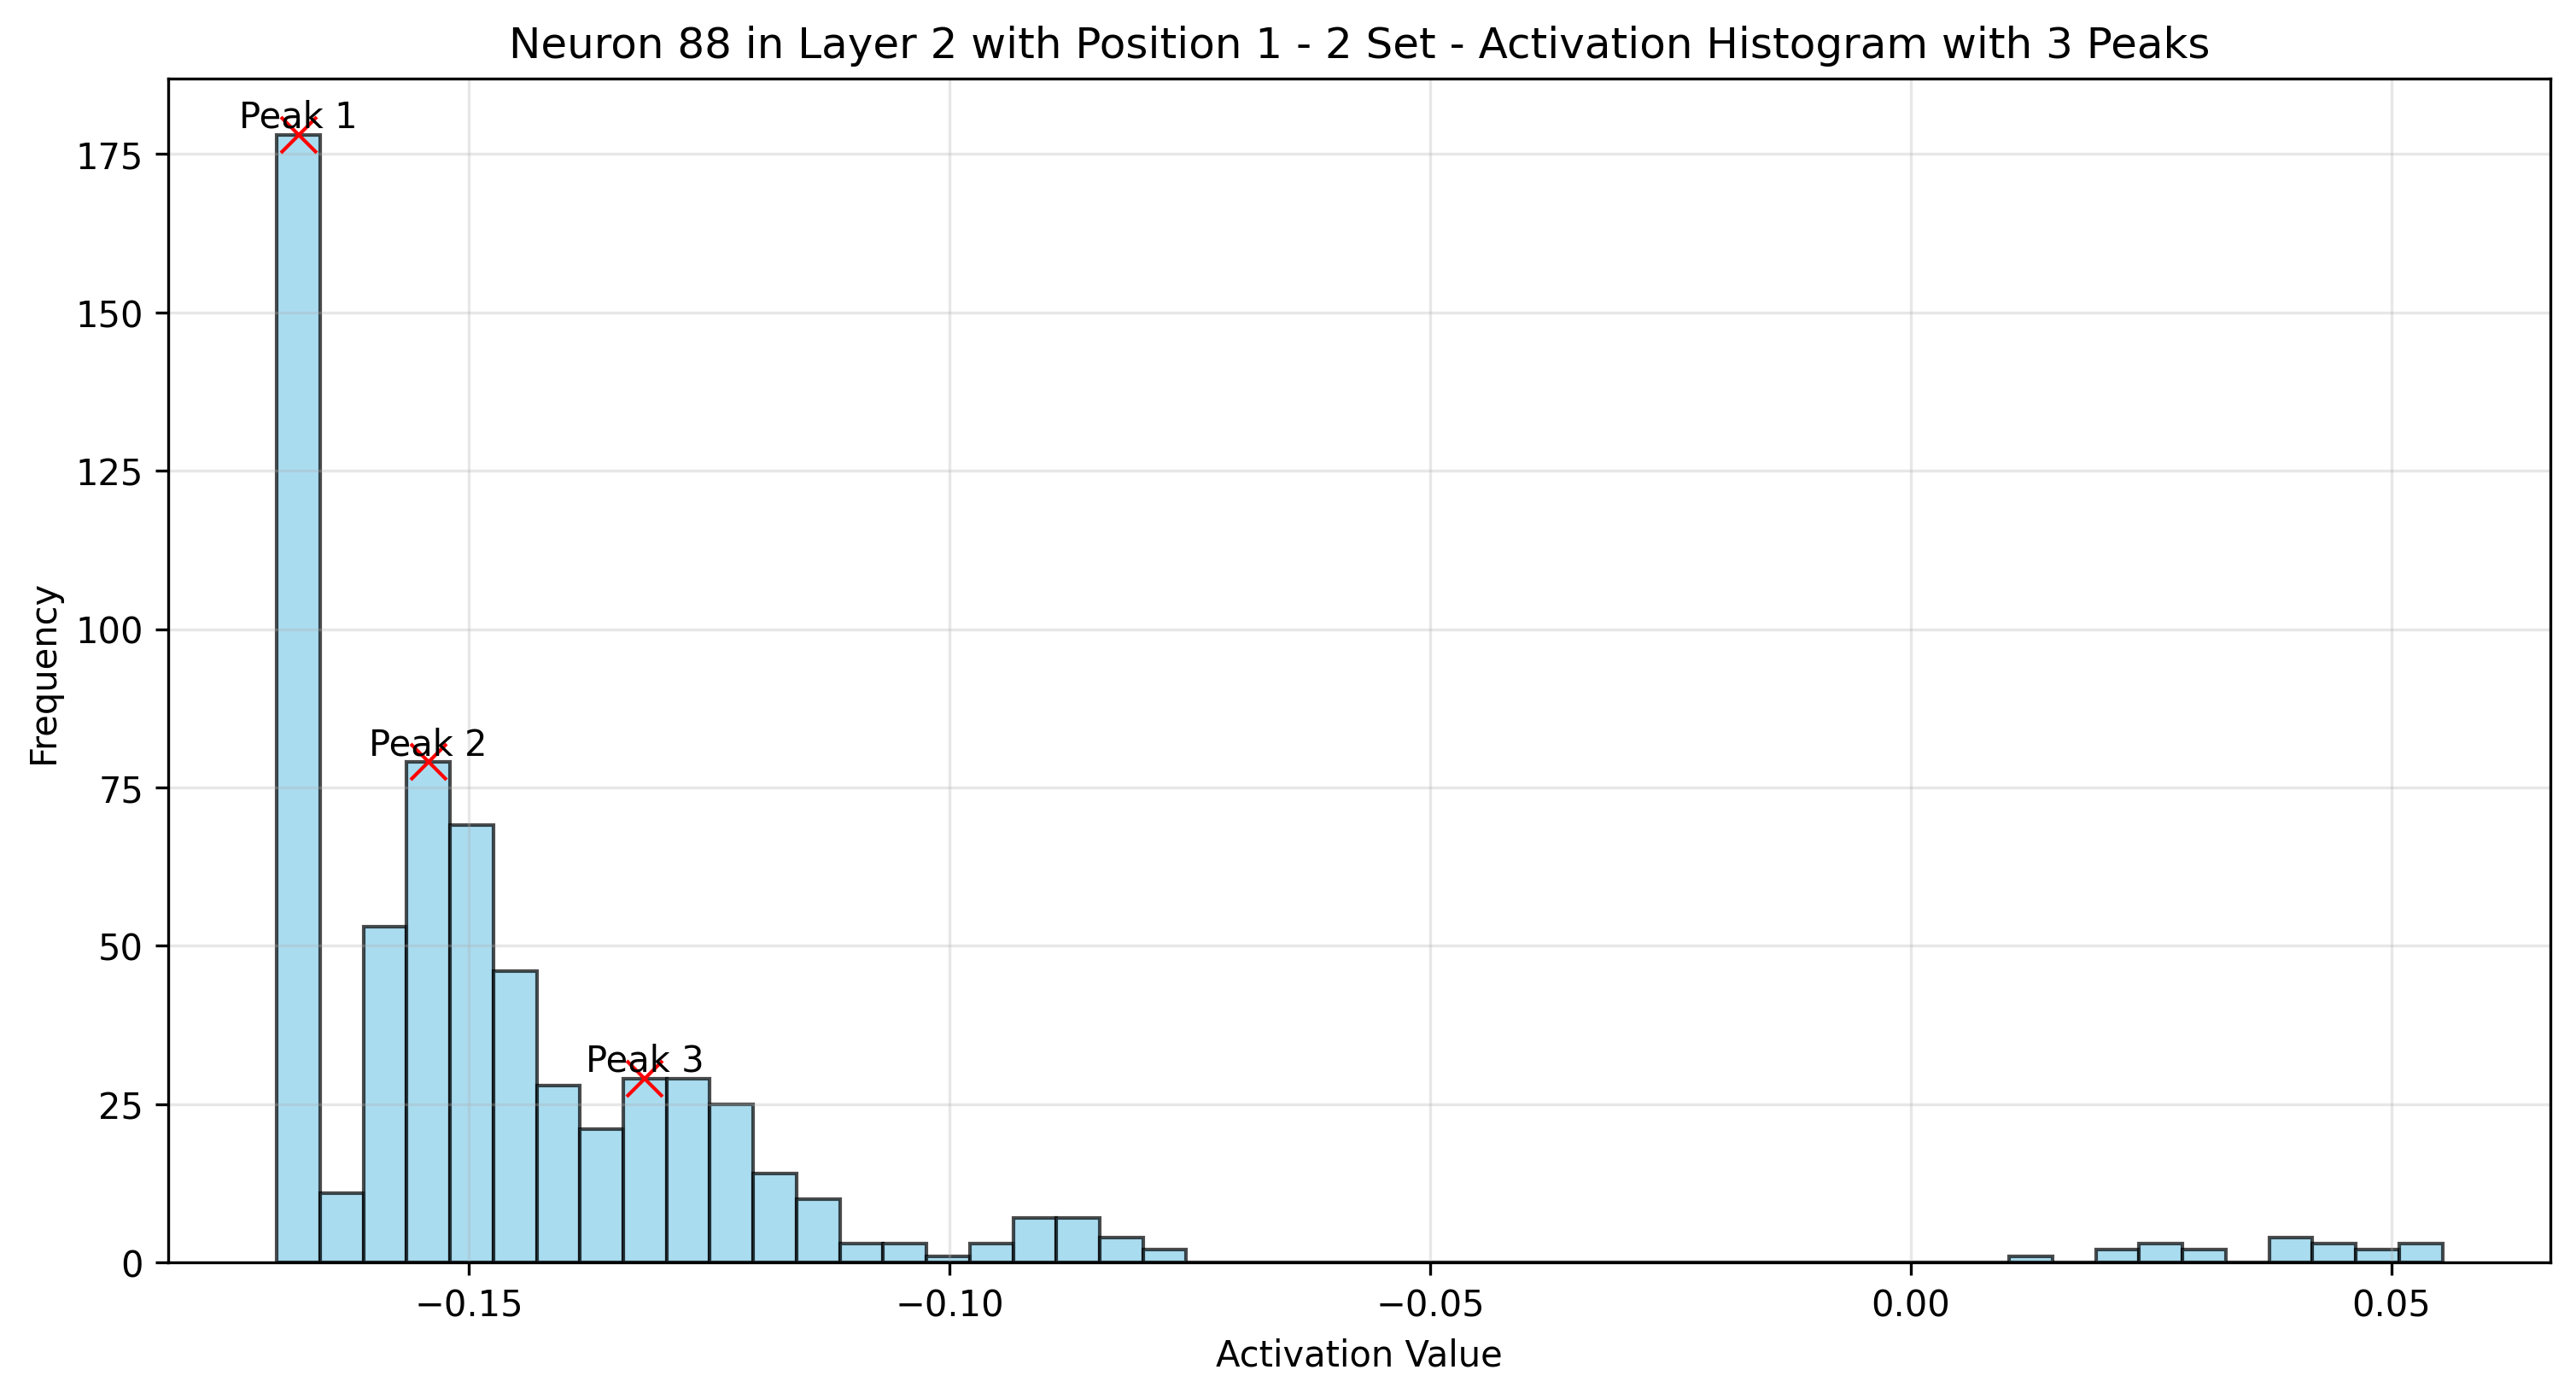 Neuron 88 in Layer 2 with Position 1 - 2 Set - Activation Histogram with 3 Peaks
Peak 1
175
150
125
100
Peak 2
75
50
Peak 3
25
0
Frequency
−0.15
−0.10
−0.05
0.00
0.05
Activation Value